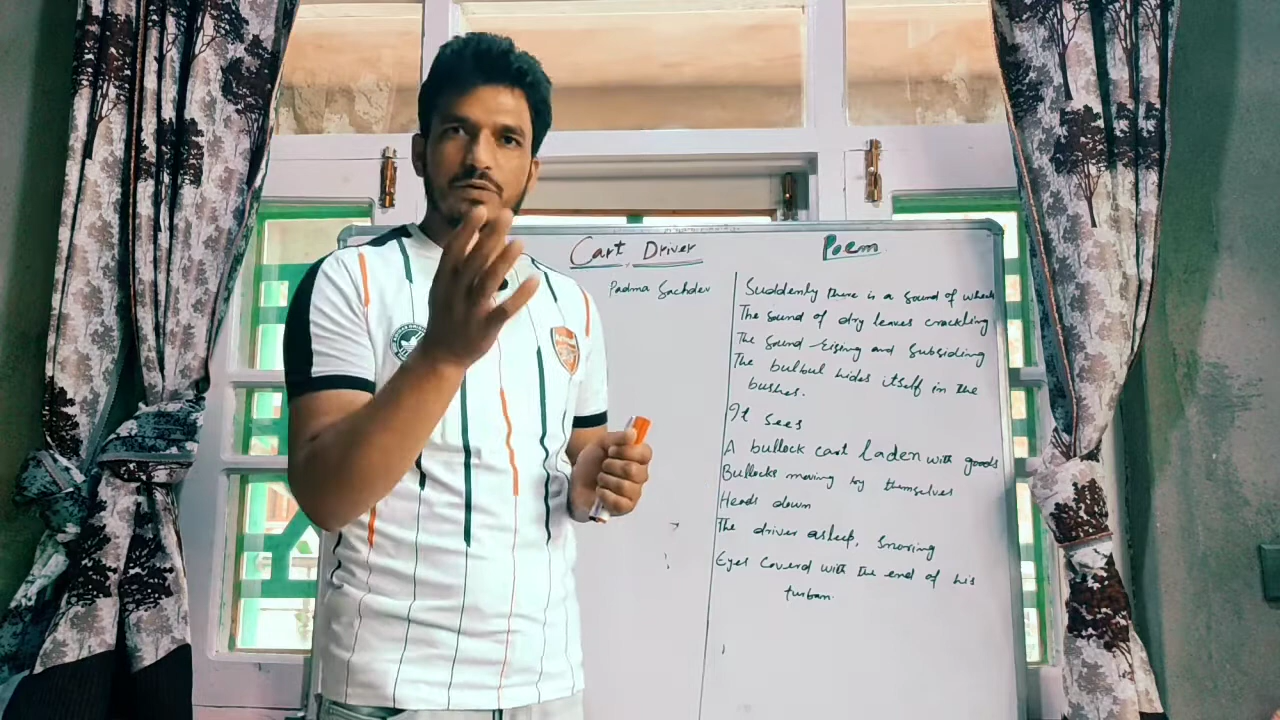 Cart Driver
Padma Sachdev
Poem
Suddenly there is a sound of wheels
The sound of dry leaves crackling
The sound rising and subsiding
The bulbul hides itself in the
bushes.
It sees
A bullock cart laden with goods
Bullocks moving by themselves
Heads down
The driver asleep, snoring
Eyes coverd with the end of his
turban.